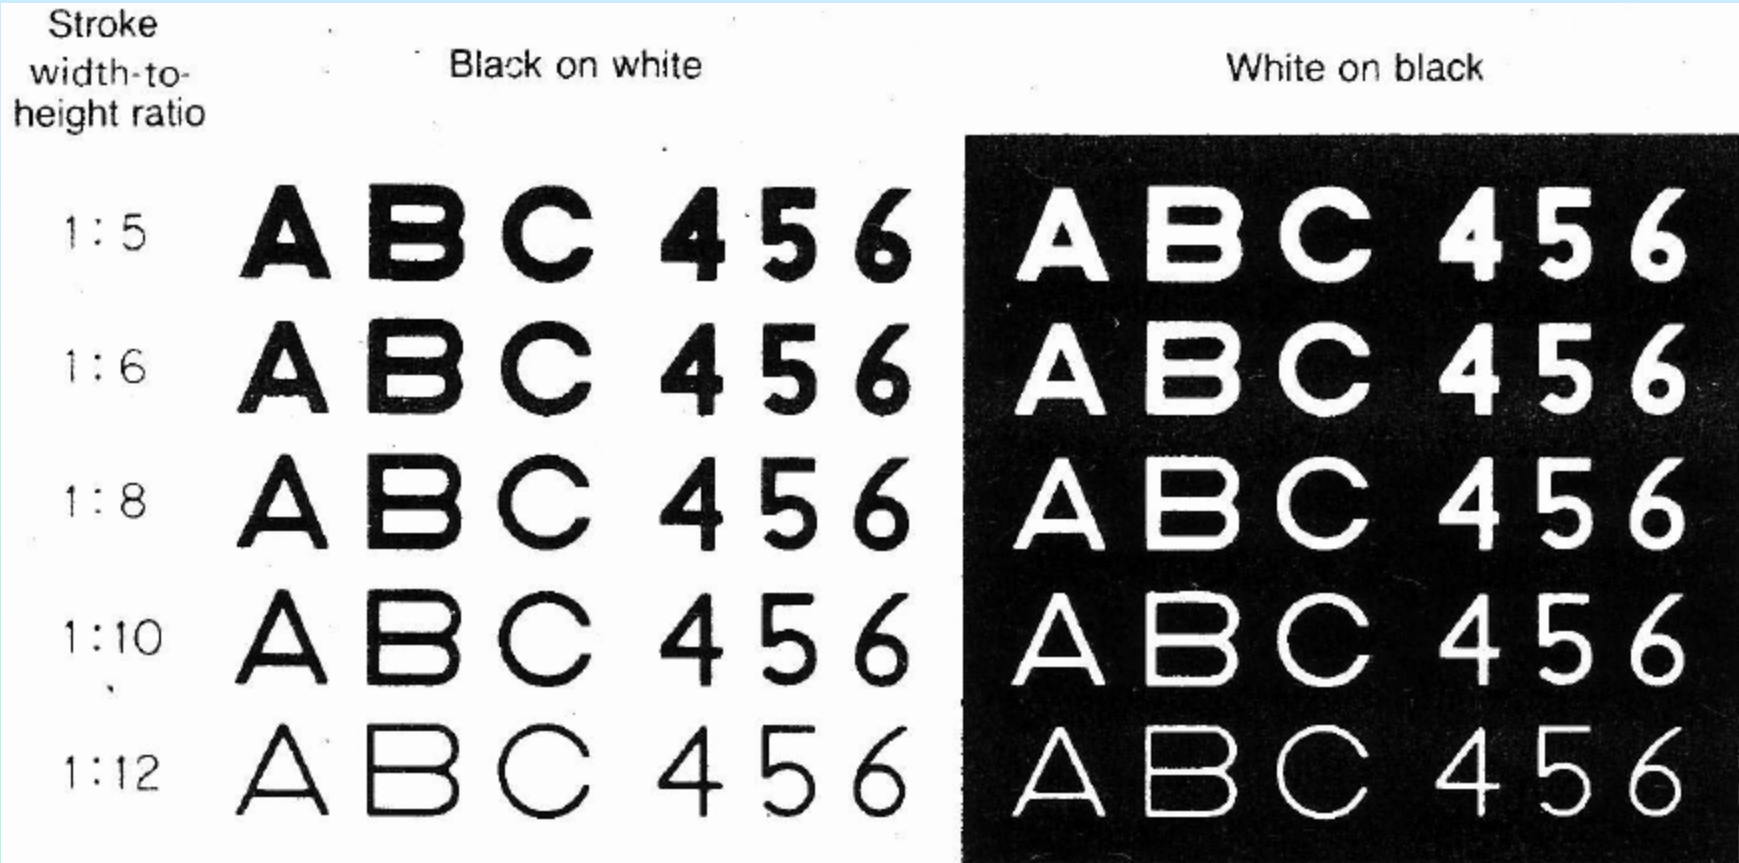 Stroke
width-to-
height ratio
Black on white
White on black
1:5 ABC 456 ABC 456
1:6 ABC 456 ABC 456
1:8 ABC 456 ABC 456
1:10 ABC 456 ABC 456
1:12 ABC 456 ABC 456